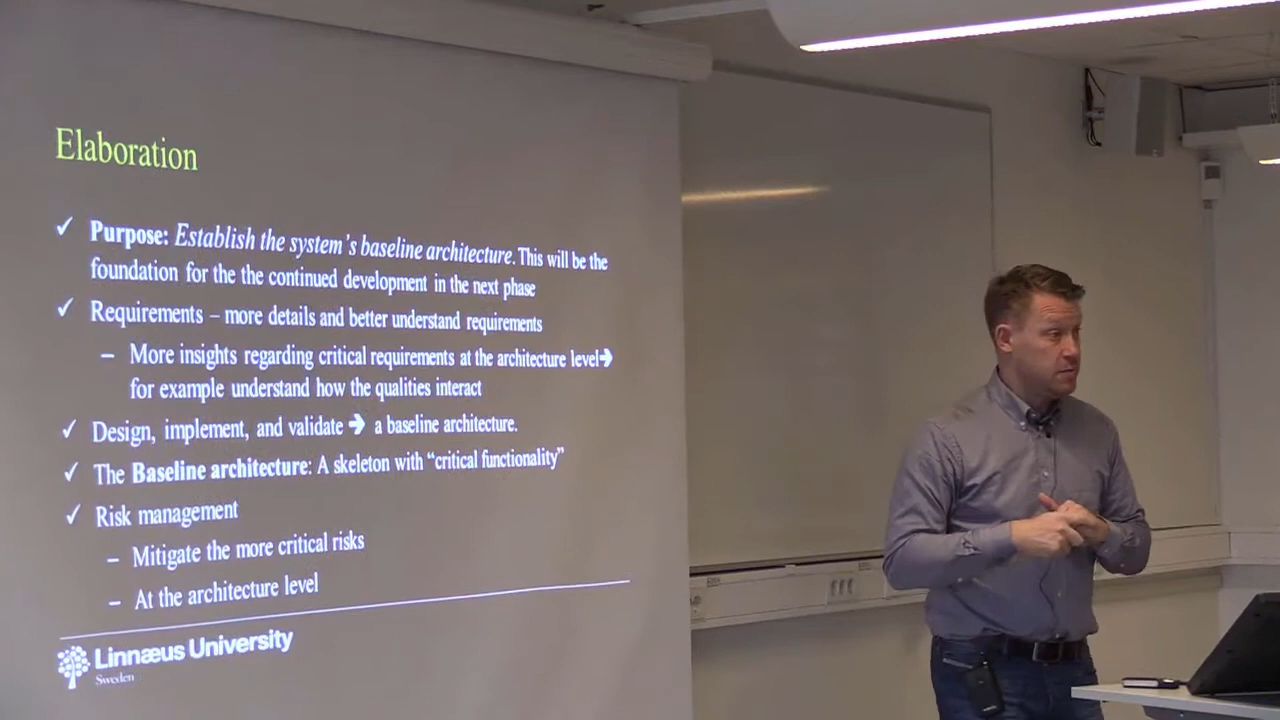 Elaboration
✓ Purpose: Establish the system's baseline architecture. This will be the
foundation for the the continued development in the next phase
✓ Requirements – more details and better understand requirements
– More insights regarding critical requirements at the architecture level➔
for example understand how the qualities interact
✓ Design, implement, and validate ➔ a baseline architecture.
✓ The Baseline architecture: A skeleton with “critical functionality”
✓ Risk management
– Mitigate the more critical risks
– At the architecture level
Linnæus University
Sweden